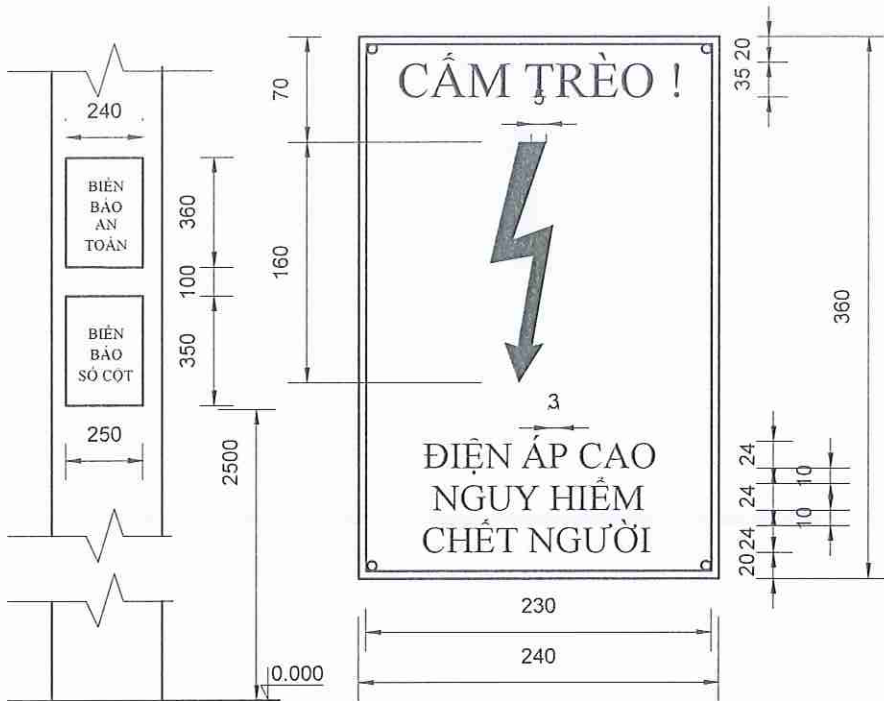 240
BIỂN
BÁO
AN
TOÀN
360
100
BIỂN
BÁO
SỐ CỘT
350
250
2500
0.000
70
160
CẤM TRÈO !
5
3
ĐIỆN ÁP CAO
NGUY HIỂM
CHẾT NGƯỜI
20
35
360
24
10
24
10
24
20
230
240